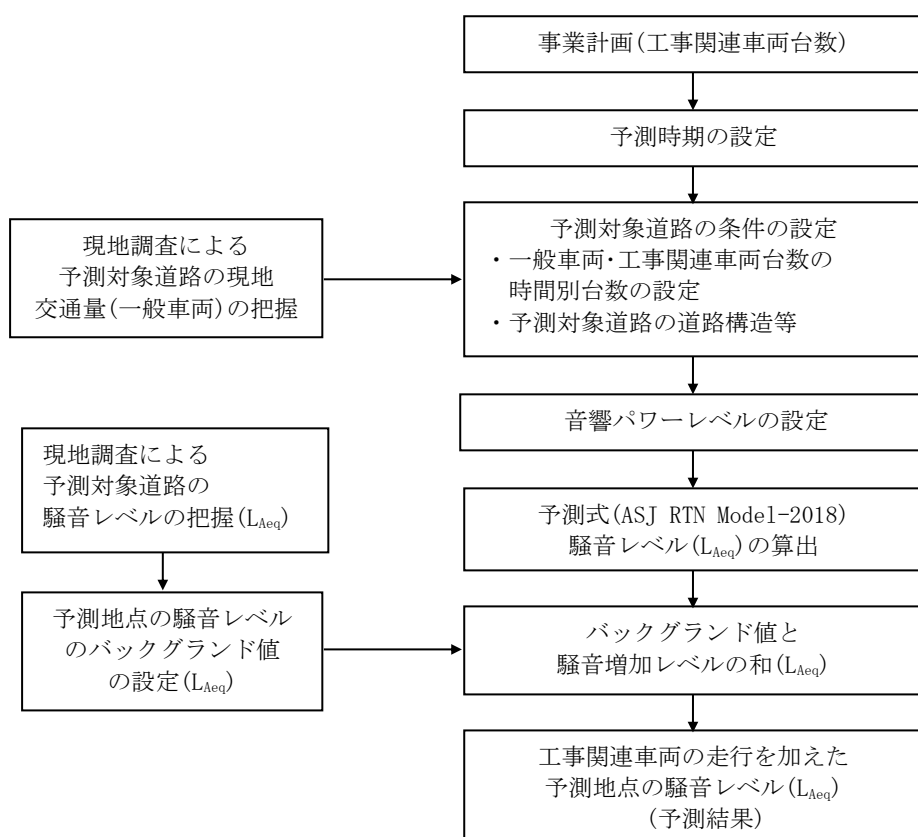 事業計画(工事関連車両台数)
予測時期の設定
現地調査による
予測対象道路の現地
交通量(一般車両)の把握
予測対象道路の条件の設定
・一般車両・工事関連車両台数の
時間別台数の設定
・予測対象道路の道路構造等
音響パワーレベルの設定
現地調査による
予測対象道路の
騒音レベルの把握(LAeq)
予測式(ASJ RTN Model-2018)
騒音レベル(LAeq)の算出
予測地点の騒音レベル
のバックグランド値
の設定(LAeq)
バックグランド値と
騒音増加レベルの和(LAeq)
工事関連車両の走行を加えた
予測地点の騒音レベル(LAeq)
(予測結果)